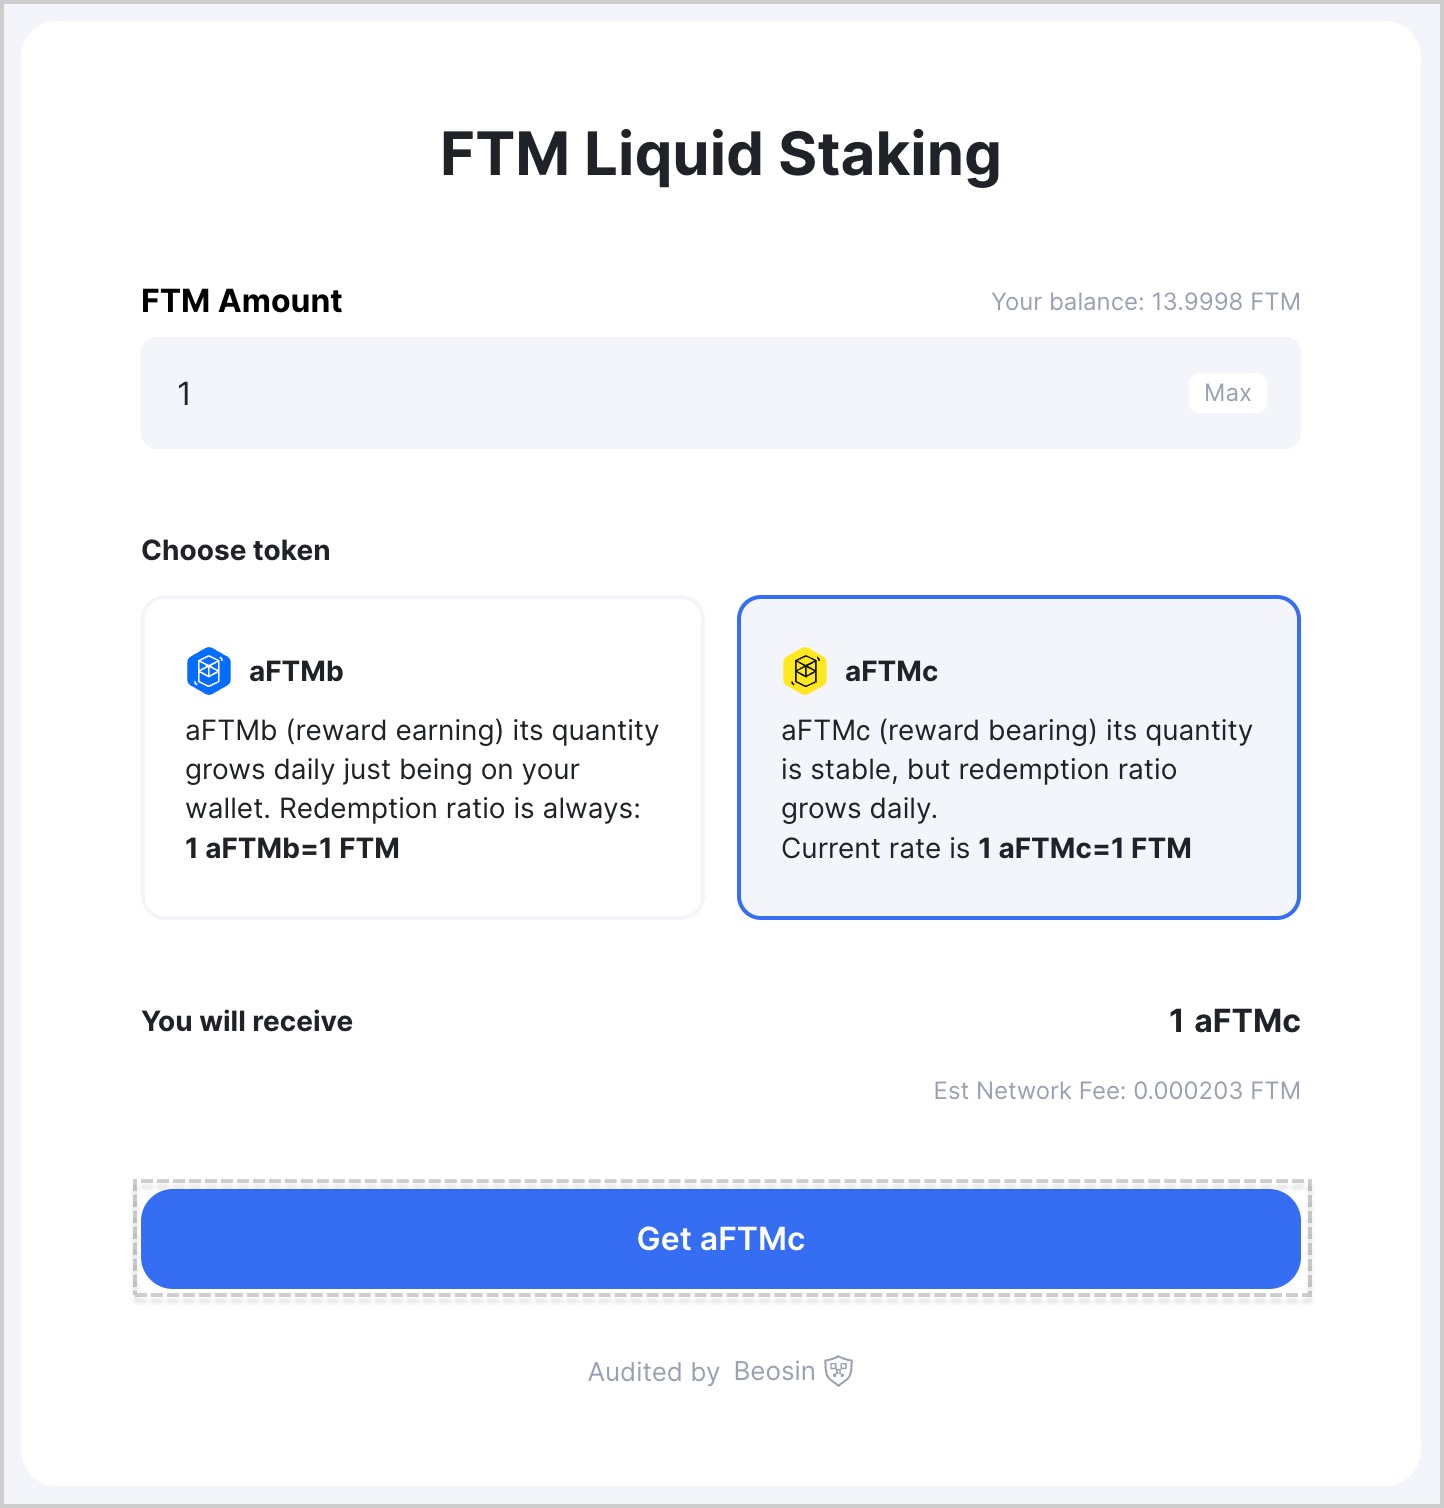 FTM Liquid Staking
FTM Amount
Your balance: 13.9998 FTM
1
Max
Choose token
aFTMb
aFTMb (reward earning) its quantity
grows daily just being on your
wallet. Redemption ratio is always:
1 aFTMb=1 FTM
aFTMc
aFTMc (reward bearing) its quantity
is stable, but redemption ratio
grows daily.
Current rate is 1 aFTMc=1 FTM
You will receive
1 aFTMc
Est Network Fee: 0.000203 FTM
Get aFTMc
Audited by Beosin